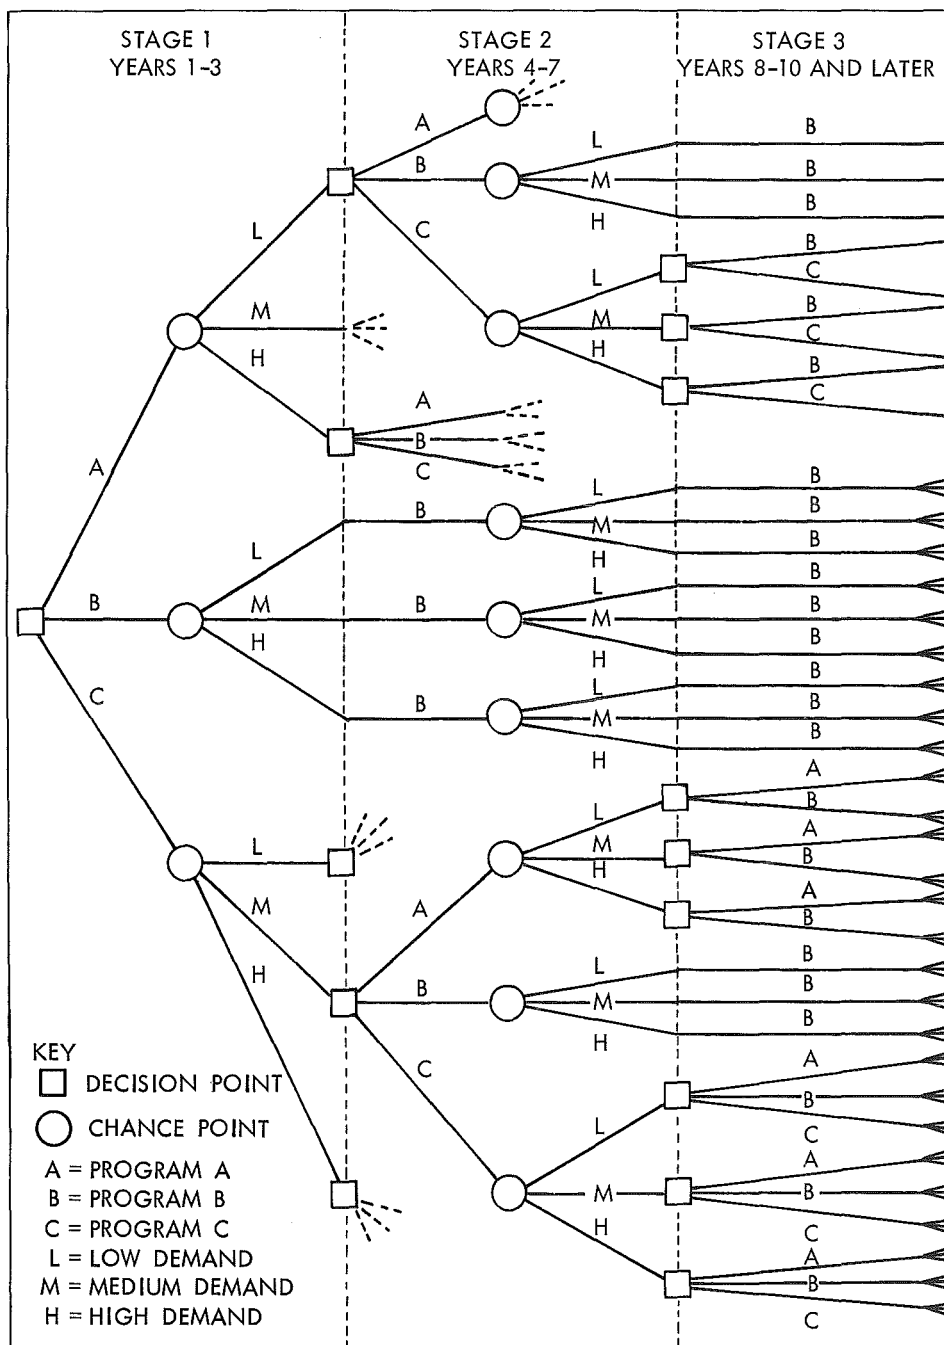 STAGE 1
YEARS 1-3
STAGE 2
YEARS 4-7
STAGE 3
YEARS 8-10 AND LATER
A
B
C
L
M
H
B
B
B
L
M
H
B
C
B
C
B
C
L
M
H
A
B
C
A
L
M
H
B
B
B
B
L
B
L
M
H
B
B
B
B
M
B
L
M
H
B
B
B
H
B
L
M
H
A
B
A
B
A
B
C
L
M
H
A
L
M
H
B
L
M
H
B
B
B
C
L
M
H
A
B
C
A
B
C
A
B
C
KEY
DECISION POINT
CHANCE POINT
A = PROGRAM A
B = PROGRAM B
C = PROGRAM C
L = LOW DEMAND
M = MEDIUM DEMAND
H = HIGH DEMAND